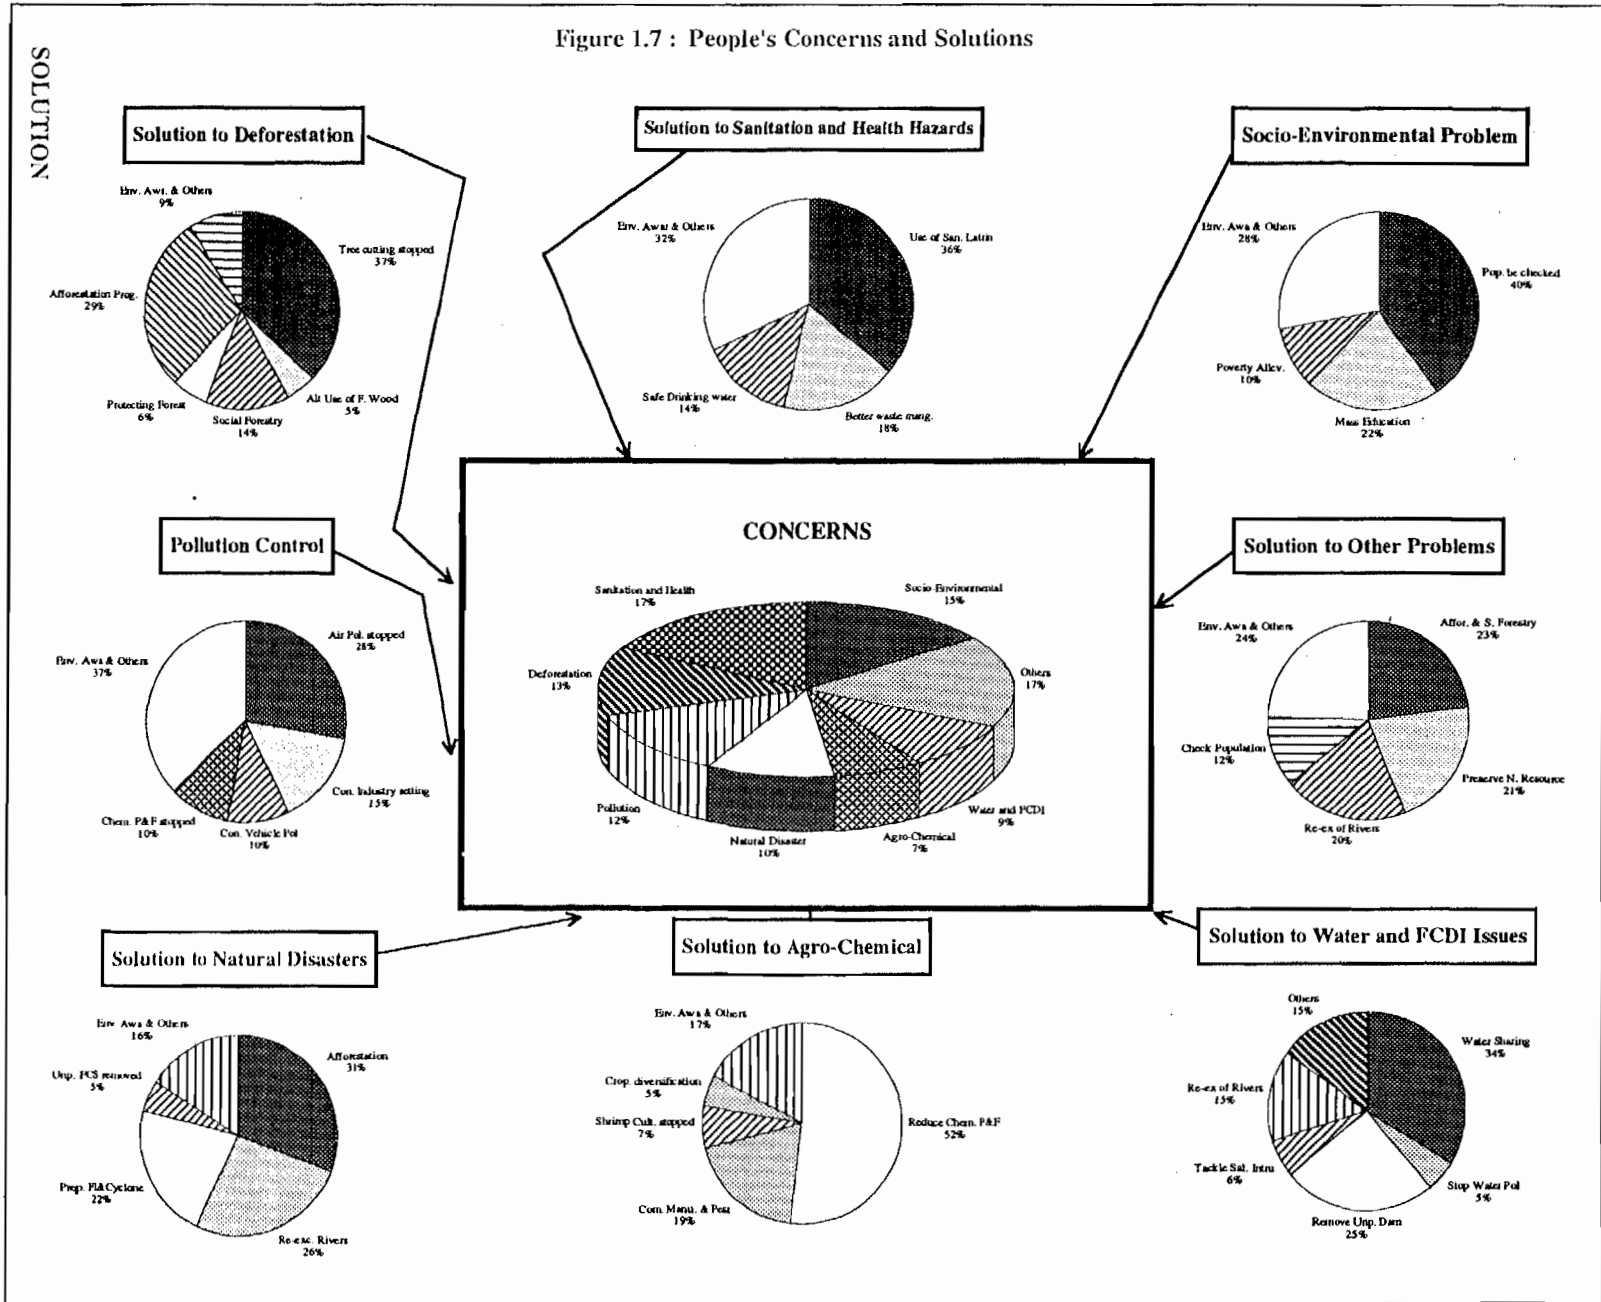 Figure 1.7 : People's Concerns and Solutions
SOLUTION
Solution to Deforestation
Env. Awr. & Others
9%
Tree cutting stopped
37%
Afforestation Prog.
29%
Protecting Forest
6%
Social Forestry
14%
Alt Use of F. Wood
5%
Solution to Sanitation and Health Hazards
Env. Awar & Others
32%
Use of San. Latrin
36%
Safe Drinking water
14%
Better waste mang.
18%
Socio-Environmental Problem
Env. Awa & Others
28%
Pop. be checked
40%
Poverty Allev.
10%
Mass Education
22%
Pollution Control
Env. Awa & Others
37%
Air Pol. stopped
28%
Con. Industry setting
15%
Chem. P&F stopped
10%
Con. Vehicle Pol
10%
CONCERNS
Sanitation and Health
17%
Socio-Environmental
15%
Deforestation
13%
Others
17%
Pollution
12%
Natural Disaster
10%
Agro-Chemical
7%
Water and FCDI
9%
Solution to Other Problems
Env. Awa & Others
24%
Affor. & S. Forestry
23%
Check Population
12%
Preserve N. Resource
21%
Re-ex of Rivers
20%
Solution to Natural Disasters
Env. Awa & Others
16%
Afforestation
31%
Unp. FCS removed
5%
Prep. Fl&Cyclone
22%
Re-exc. Rivers
26%
Solution to Agro-Chemical
Env. Awa & Others
17%
Crop. diversification
5%
Shrimp Cult. stopped
7%
Reduce Chem. P&F
52%
Com. Manu. & Pest
19%
Solution to Water and FCDI Issues
Others
15%
Water Sharing
34%
Re-ex of Rivers
15%
Tackle Sal. Intru
6%
Stop Water Pol
5%
Remove Unp. Dam
25%